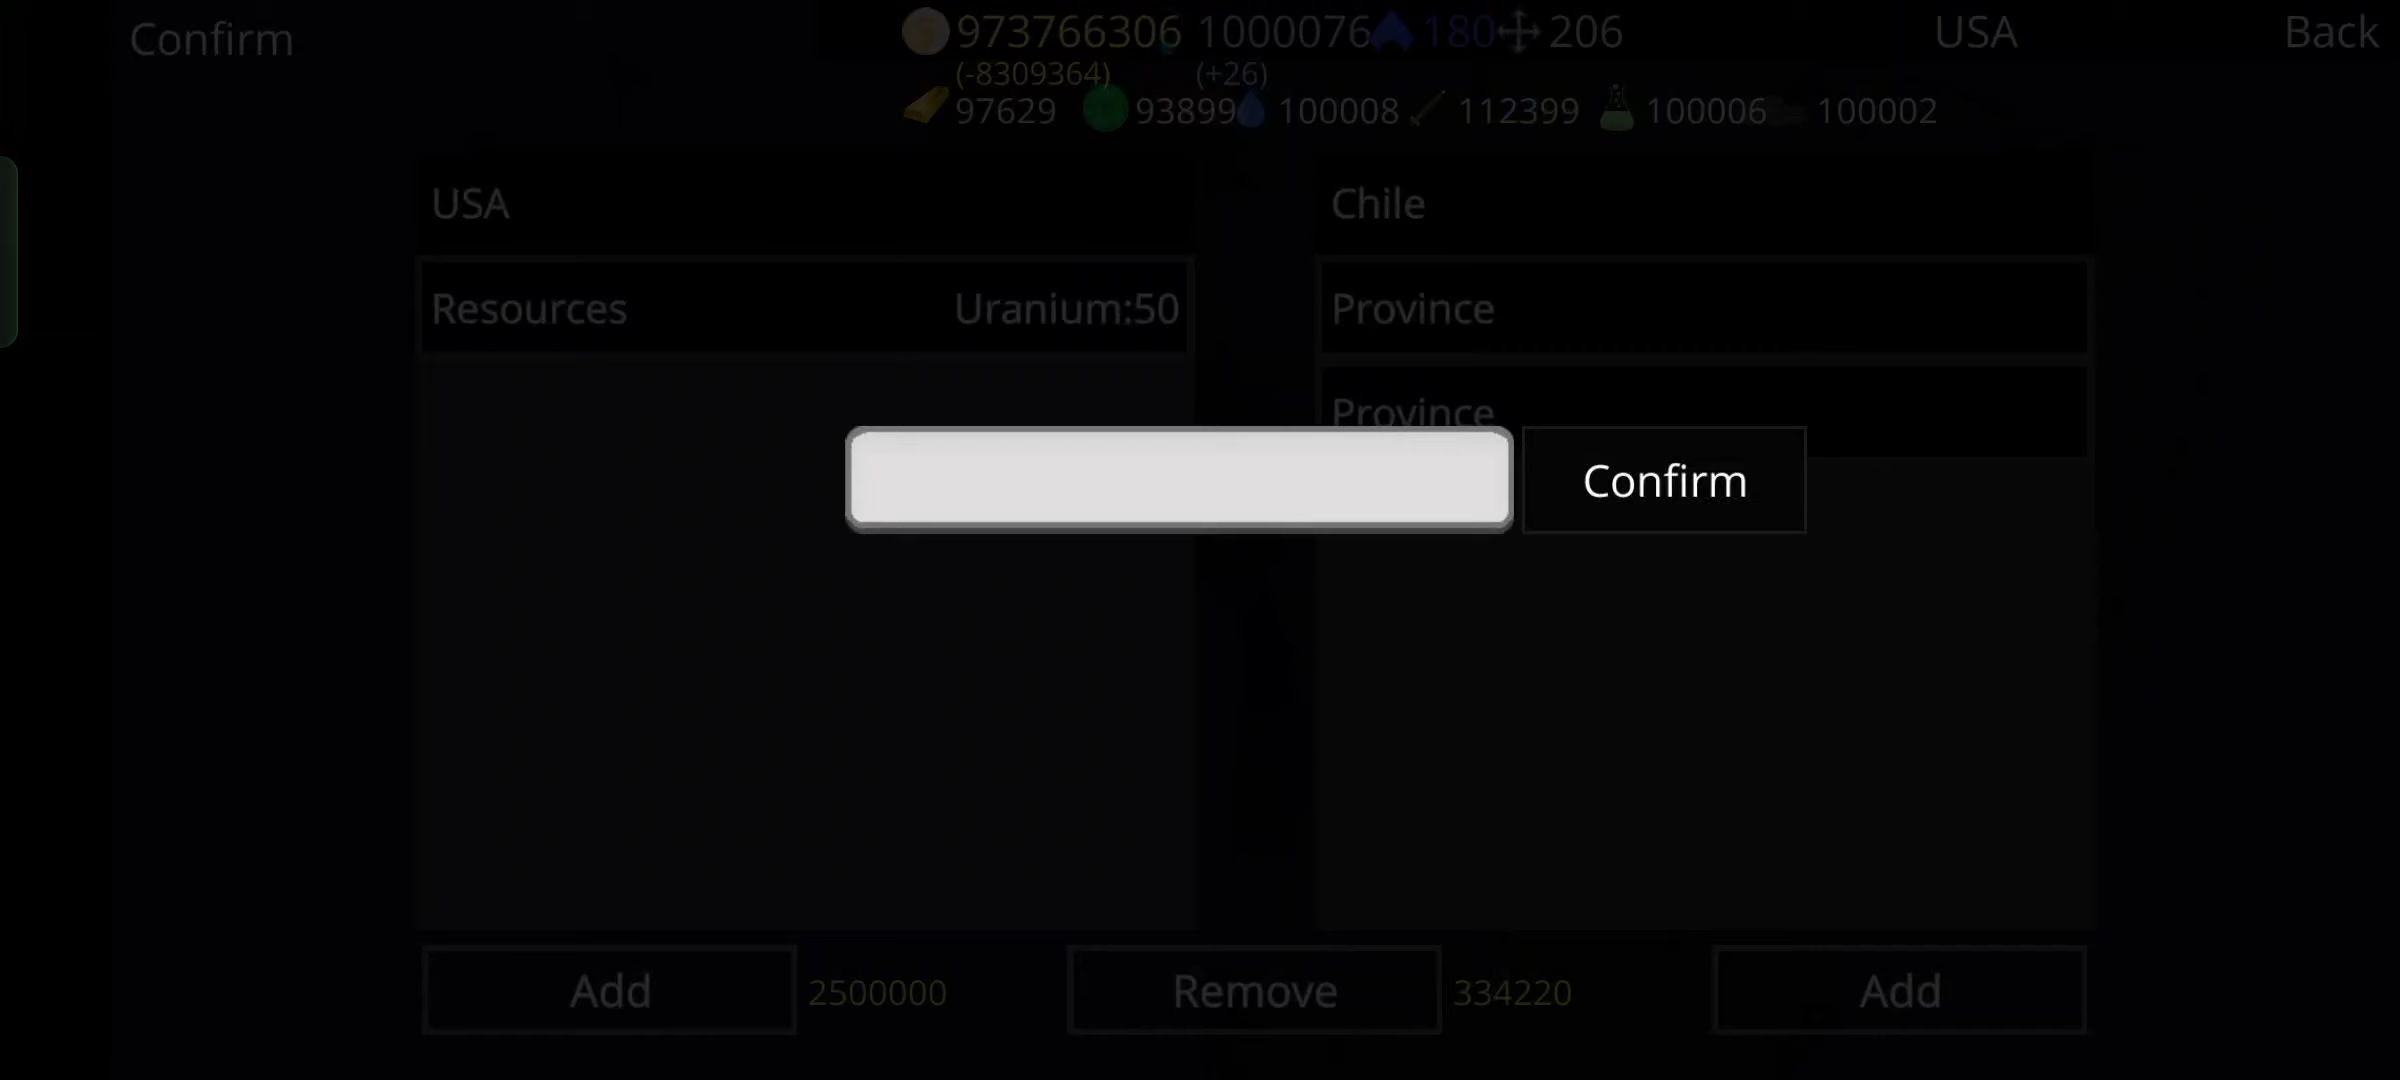 Confirm 973766306 1000076 180 206 USA Back
(-8309364) (+26)
97629 93899 100008 112399 100006 100002
USA Chile
Resources Uranium:50 Province
Province
Confirm
Add 2500000 Remove 334220 Add